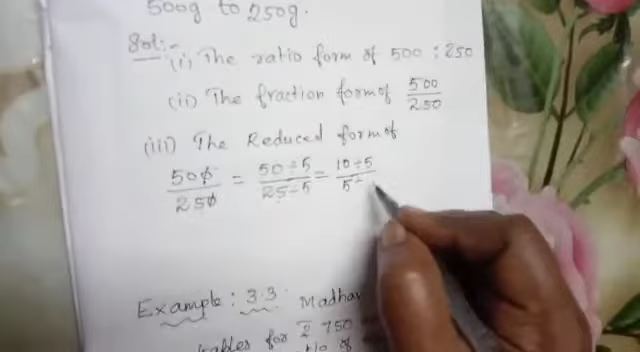 500g to 250g.
Sol:-
(i) The ratio form of 500 : 250
(ii) The fraction form of 500/250
(iii) The Reduced form of
500/250 = 50÷5/25÷5 = 10÷5/5÷
Example : 3.3 Madhav
for ₹ 750
of